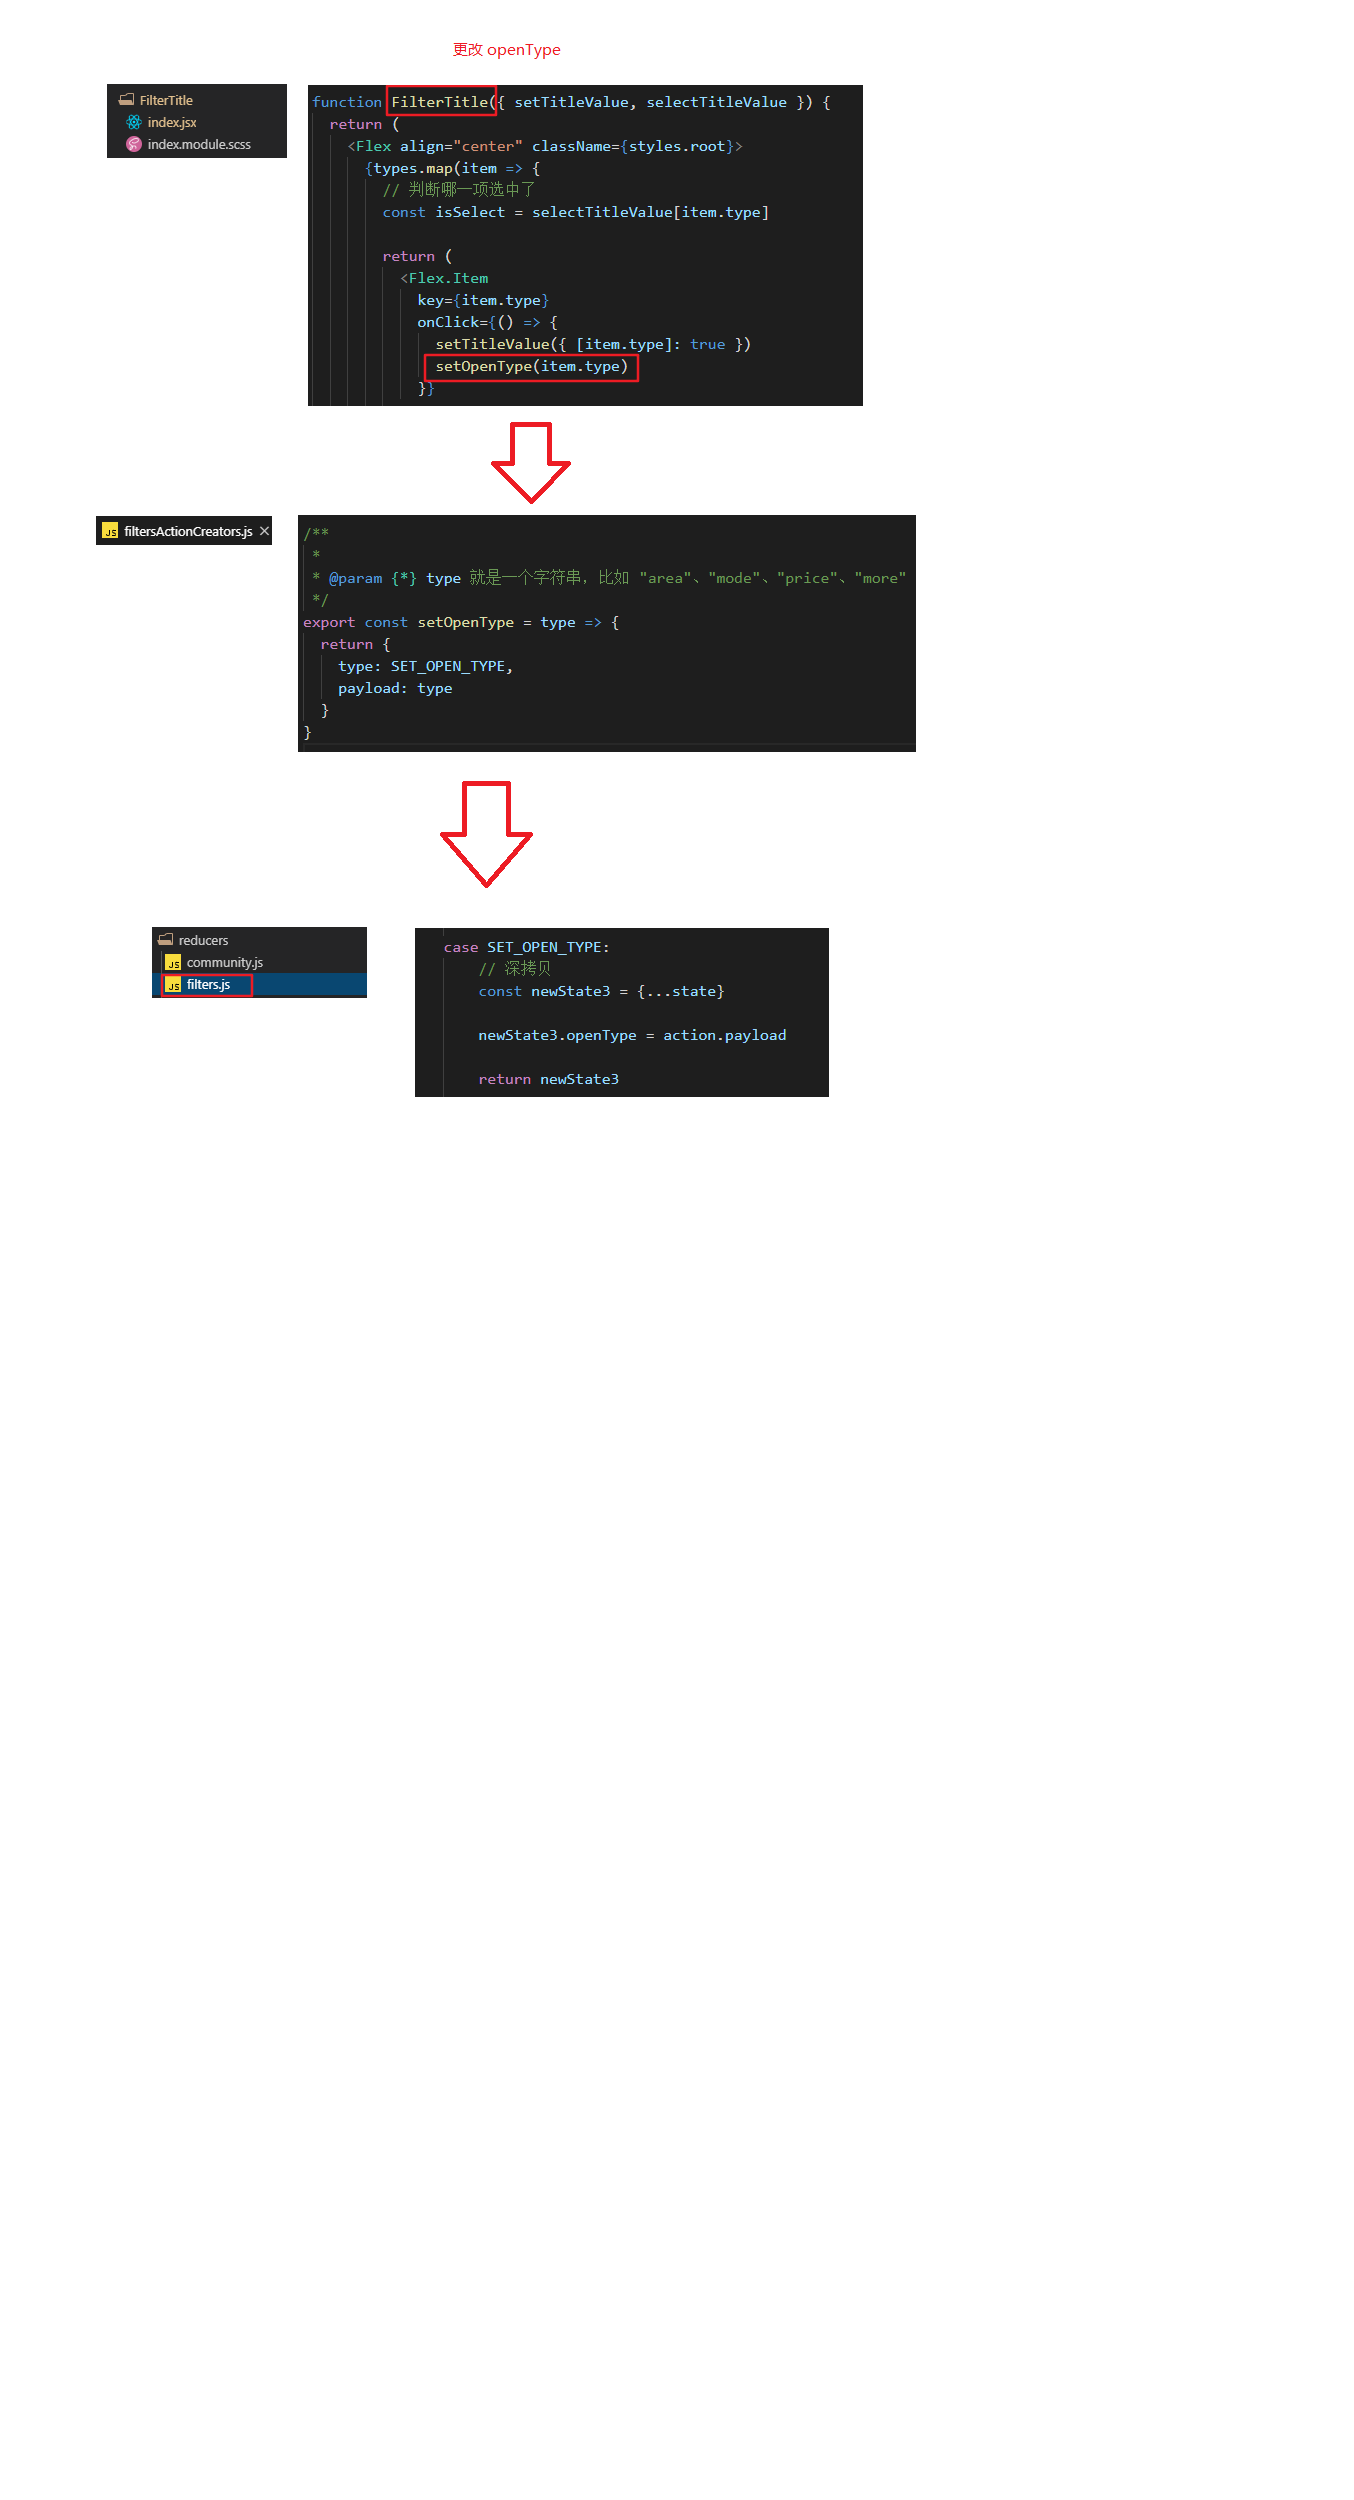 更改 openType
FilterTitle
index.jsx
index.module.scss
function FilterTitle({ setTitleValue, selectTitleValue }) {
return (
<Flex align="center" className={styles.root}>
{types.map(item => {
// 判断哪一项选中了
const isSelect = selectTitleValue[item.type]
return (
<Flex.Item
key={item.type}
onClick={() => {
setTitleValue({ [item.type]: true })
setOpenType(item.type)
}}
filtersActionCreators.js ×
/**
*
* @param {*} type 就是一个字符串，比如 "area"、"mode"、"price"、"more"
*/
export const setOpenType = type => {
return {
type: SET_OPEN_TYPE,
payload: type
}
}
reducers
community.js
filters.js
case SET_OPEN_TYPE:
// 深拷贝
const newState3 = {...state}
newState3.openType = action.payload
return newState3